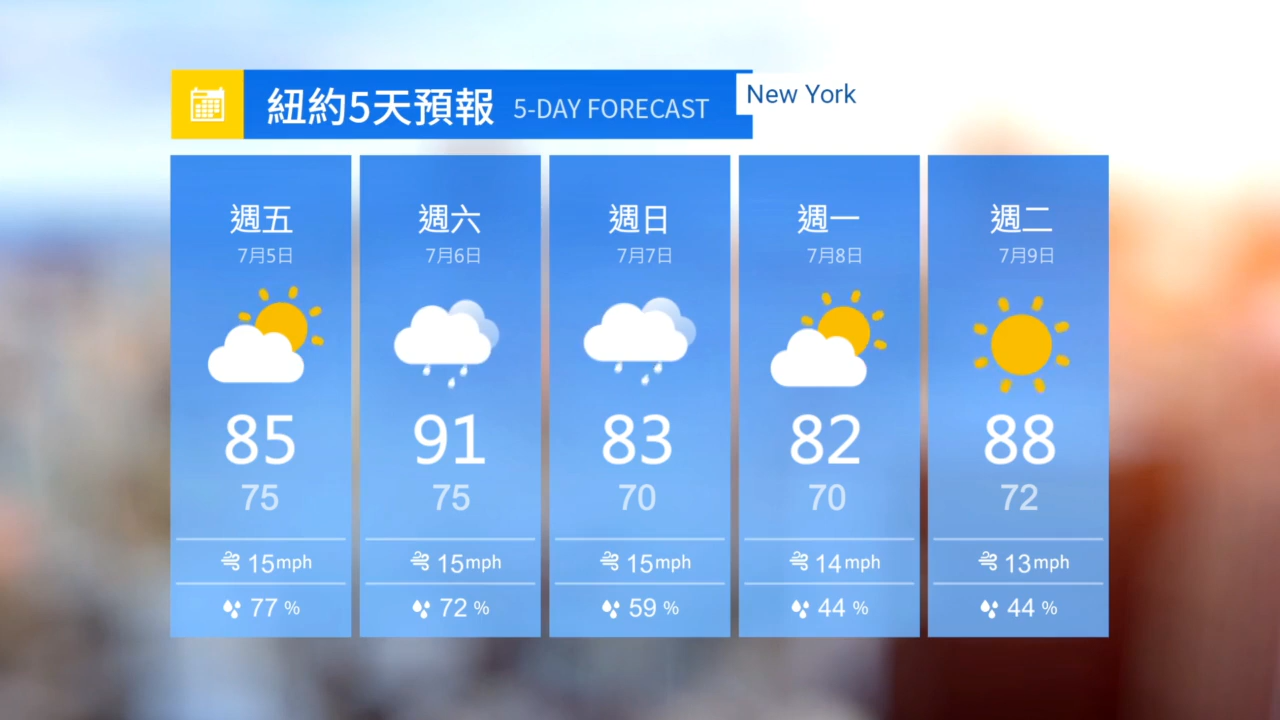 紐約5天預報 5-DAY FORECAST New York
週五 週六 週日 週一 週二
7月5日 7月6日 7月7日 7月8日 7月9日
85 91 83 82 88
75 75 70 70 72
15mph 15mph 15mph 14mph 13mph
77 % 72 % 59 % 44 % 44 %